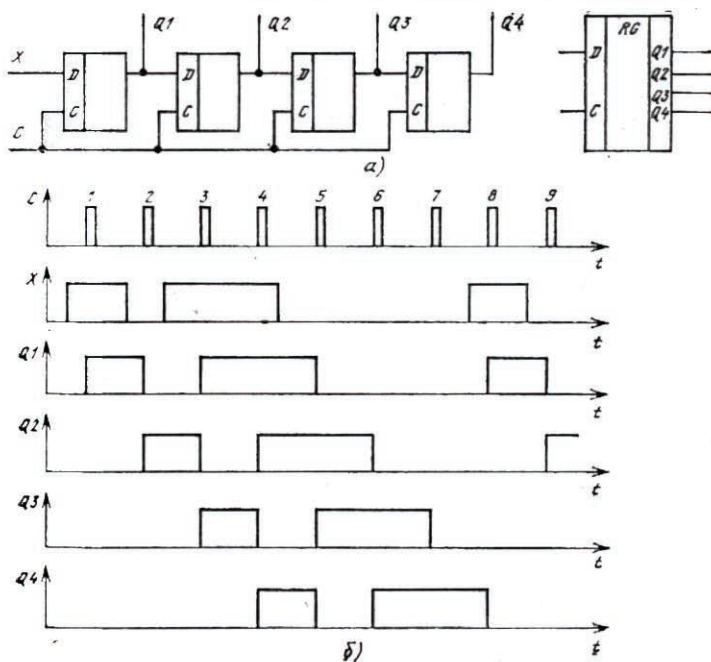 Q1 Q2 Q3 Q4
X
D D D D
C C C C
C
а)
RG
D Q1
Q2
Q3
C Q4
C 1 2 3 4 5 6 7 8 9
t
X
t
Q1
t
Q2
t
Q3
t
Q4
t
б)